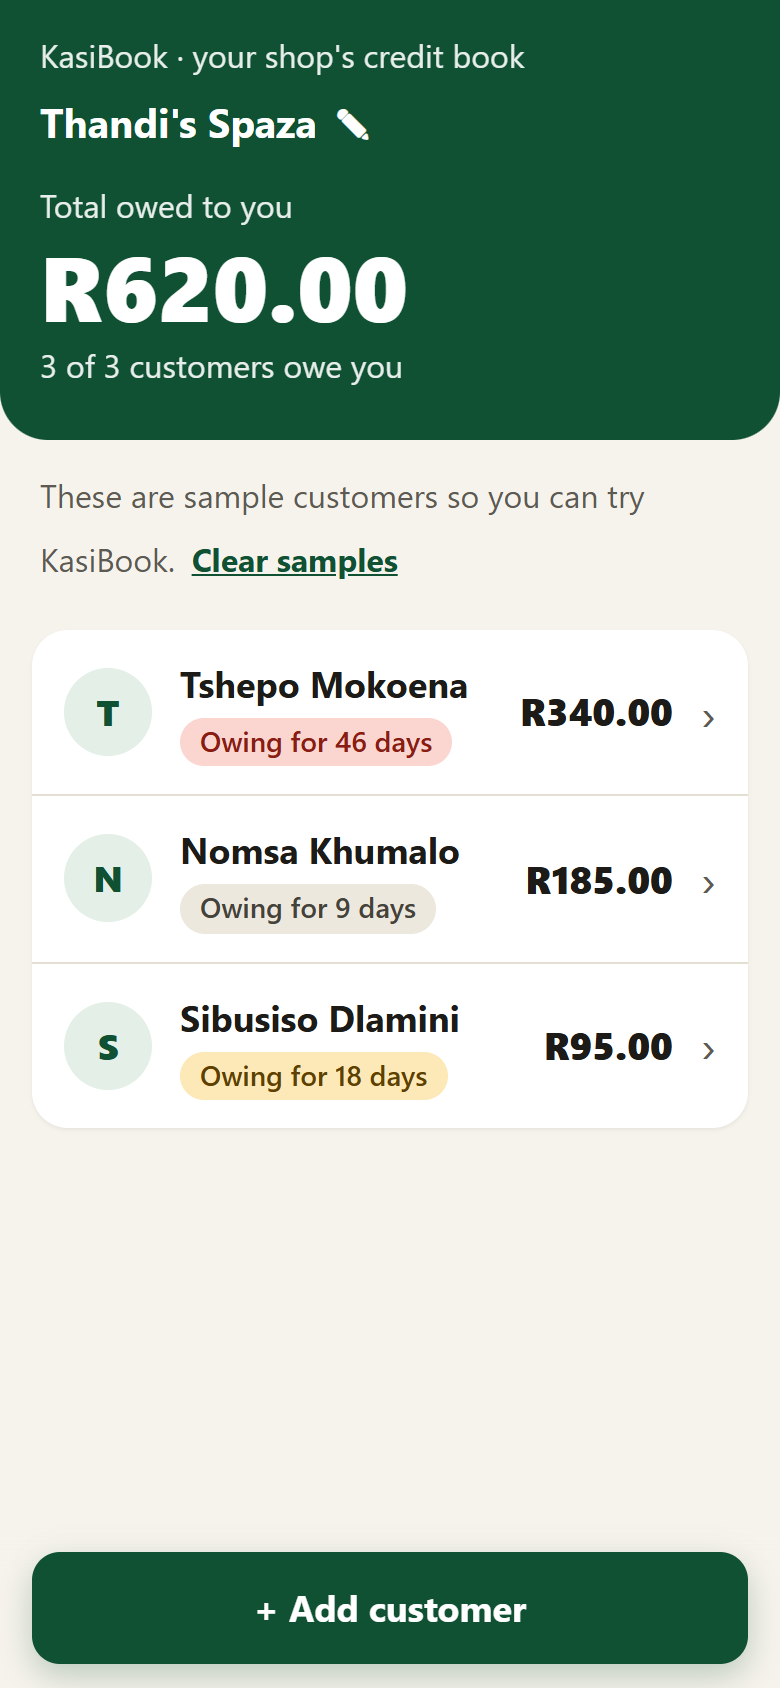 KasiBook · your shop's credit book
Thandi's Spaza ✏️
Total owed to you
R620.00
3 of 3 customers owe you
These are sample customers so you can try
KasiBook. Clear samples
T
Tshepo Mokoena
Owing for 46 days
R340.00 ›
N
Nomsa Khumalo
Owing for 9 days
R185.00 ›
S
Sibusiso Dlamini
Owing for 18 days
R95.00 ›
+ Add customer